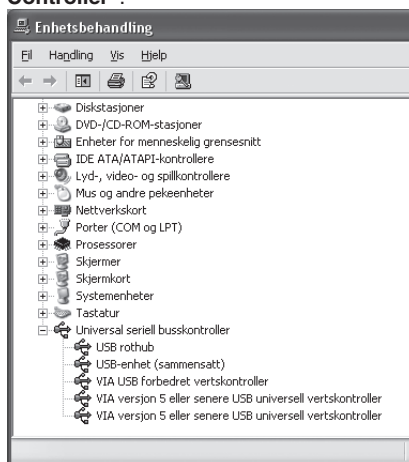 Controller".
Enhetsbehandling
Fil Handling Vis Hjelp
Diskstasjoner
DVD-/CD-ROM-stasjoner
Enheter for menneskelig grensesnitt
IDE ATA/ATAPI-kontrollere
Lyd-, video- og spillkontrollere
Mus og andre pekeenheter
Nettverkskort
Porter (COM og LPT)
Prosessorer
Skjermer
Skjermkort
Systemenheter
Tastatur
Universal seriell busskontroller
USB rothub
USB-enhet (sammensatt)
VIA USB forbedret vertskontroller
VIA versjon 5 eller senere USB universell vertskontroller
VIA versjon 5 eller senere USB universell vertskontroller